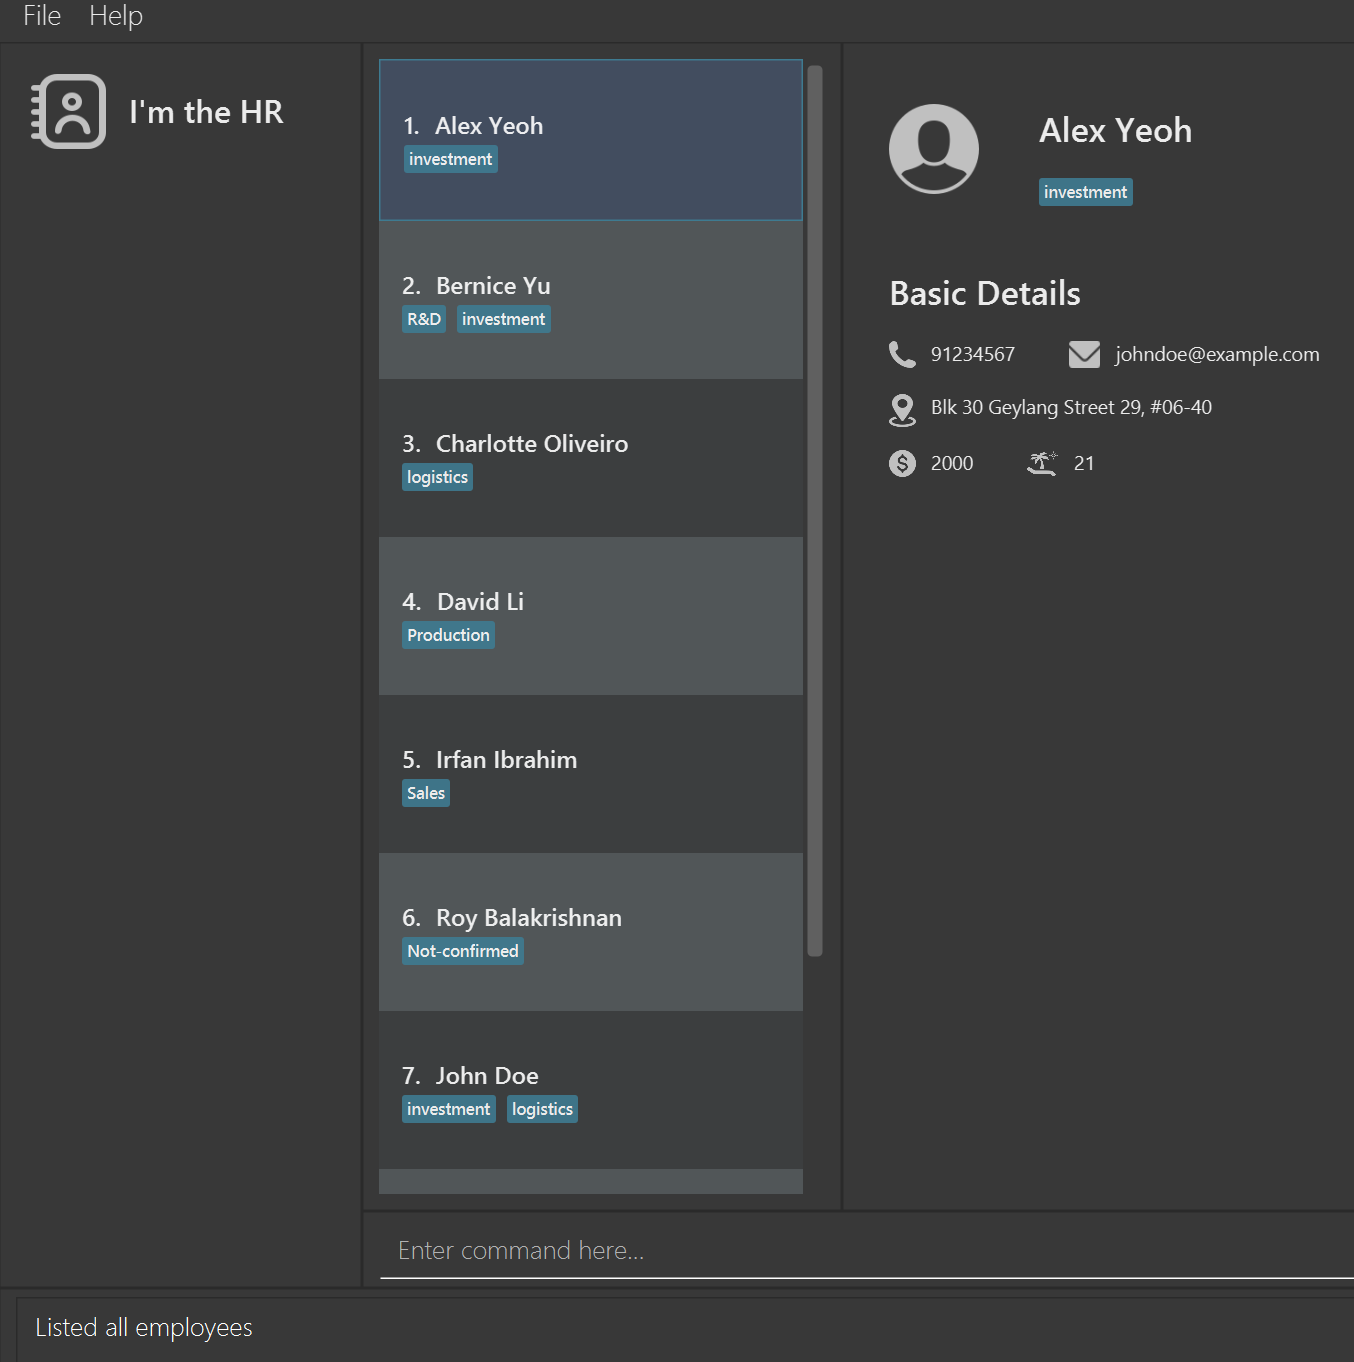 File Help
I'm the HR
1. Alex Yeoh
investment
2. Bernice Yu
R&D investment
3. Charlotte Oliveiro
logistics
4. David Li
Production
5. Irfan Ibrahim
Sales
6. Roy Balakrishnan
Not-confirmed
7. John Doe
investment logistics
Alex Yeoh
investment
Basic Details
91234567 johndoe@example.com
Blk 30 Geylang Street 29, #06-40
2000 21
Enter command here...
Listed all employees